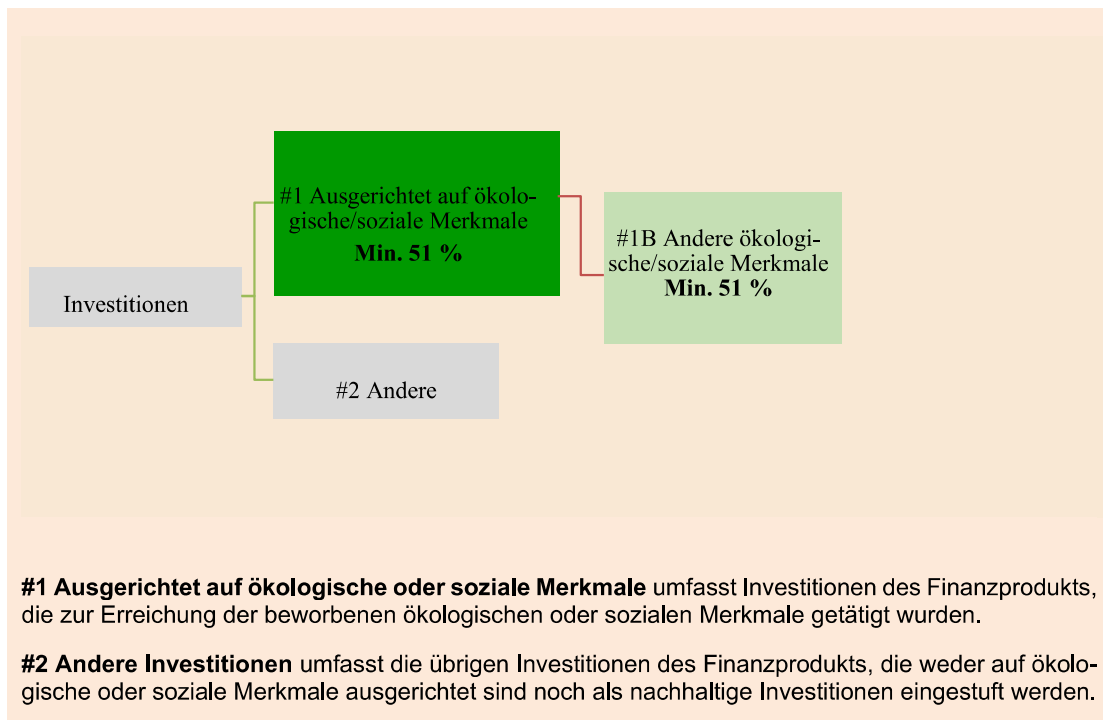 #1 Ausgerichtet auf ökolo-
gische/soziale Merkmale
Min. 51 %
#1B Andere ökologi-
sche/soziale Merkmale
Min. 51 %
Investitionen
#2 Andere
#1 Ausgerichtet auf ökologische oder soziale Merkmale umfasst Investitionen des Finanzprodukts,
die zur Erreichung der beworbenen ökologischen oder sozialen Merkmale getätigt wurden.
#2 Andere Investitionen umfasst die übrigen Investitionen des Finanzprodukts, die weder auf ökolo-
gische oder soziale Merkmale ausgerichtet sind noch als nachhaltige Investitionen eingestuft werden.